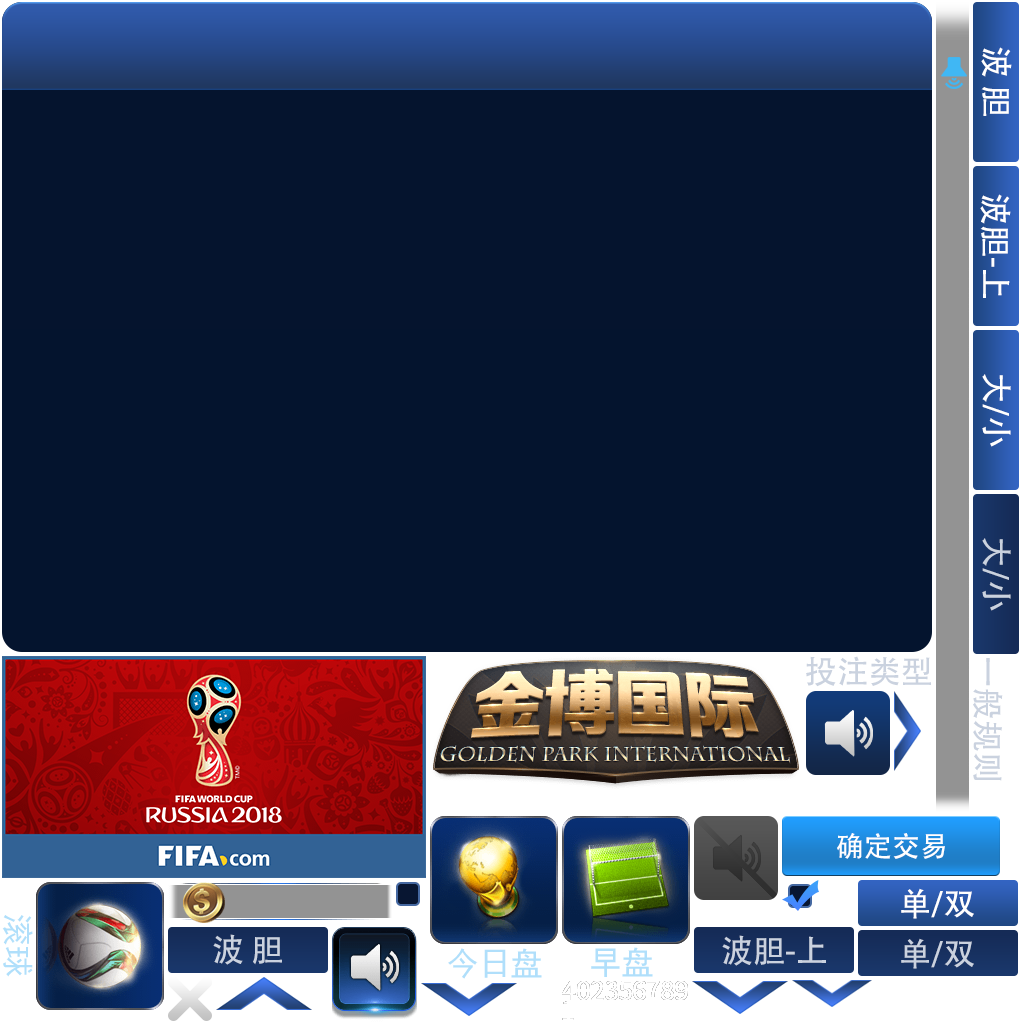 波 胆
波胆-上
大/小
大/小
投注类型
一般规则
金博国际
GOLDEN PARK INTERNATIONAL
FIFA WORLD CUP
RUSSIA 2018
FIFA.com
确定交易
单/双
单/双
滚球
波 胆
今日盘
早盘
波胆-上